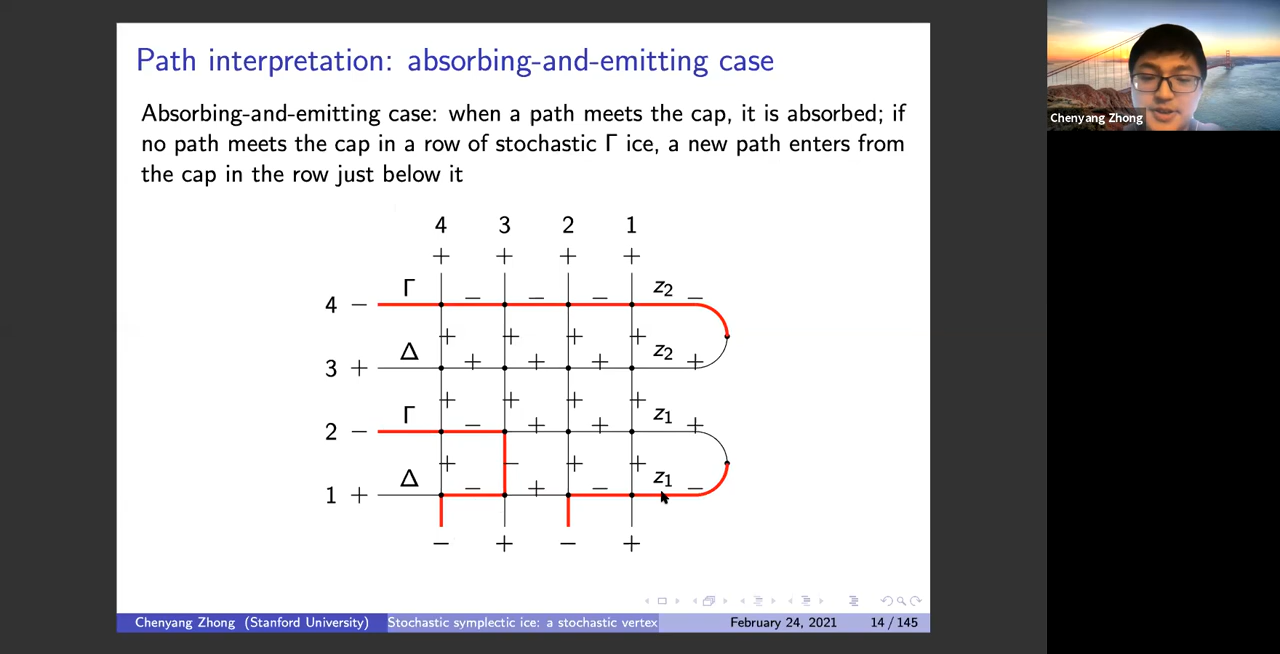 Path interpretation: absorbing-and-emitting case
Absorbing-and-emitting case: when a path meets the cap, it is absorbed; if
no path meets the cap in a row of stochastic Γ ice, a new path enters from
the cap in the row just below it
4 3 2 1
+ + + +
Γ z₂
4 − − − − −
+ + + +
Δ z₂
3 + + + + +
+ + + +
Γ z₁
2 − − + + +
+ − + +
Δ z₁
1 + − + − −
− + − +
Chenyang Zhong (Stanford University) Stochastic symplectic ice: a stochastic vertex February 24, 2021 14 / 145
Chenyang Zhong